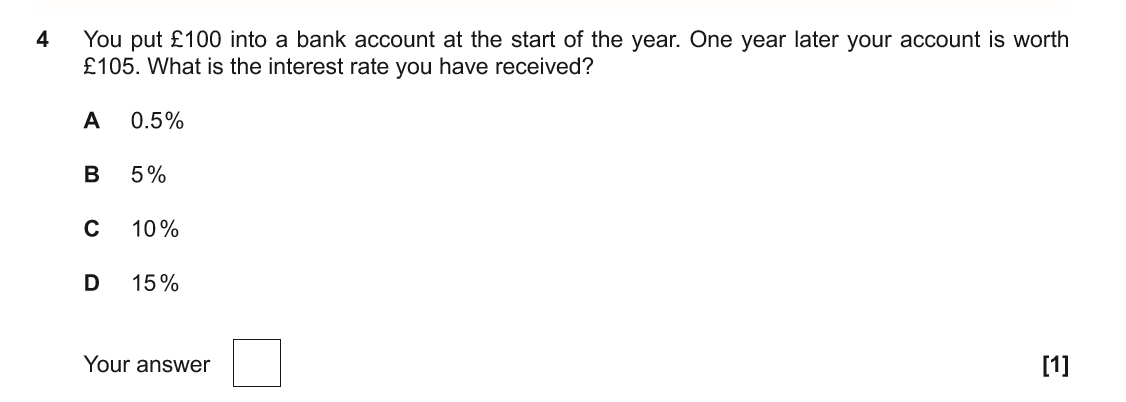 4 You put £100 into a bank account at the start of the year. One year later your account is worth
£105. What is the interest rate you have received?
A 0.5%
B 5%
C 10%
D 15%
Your answer [1]